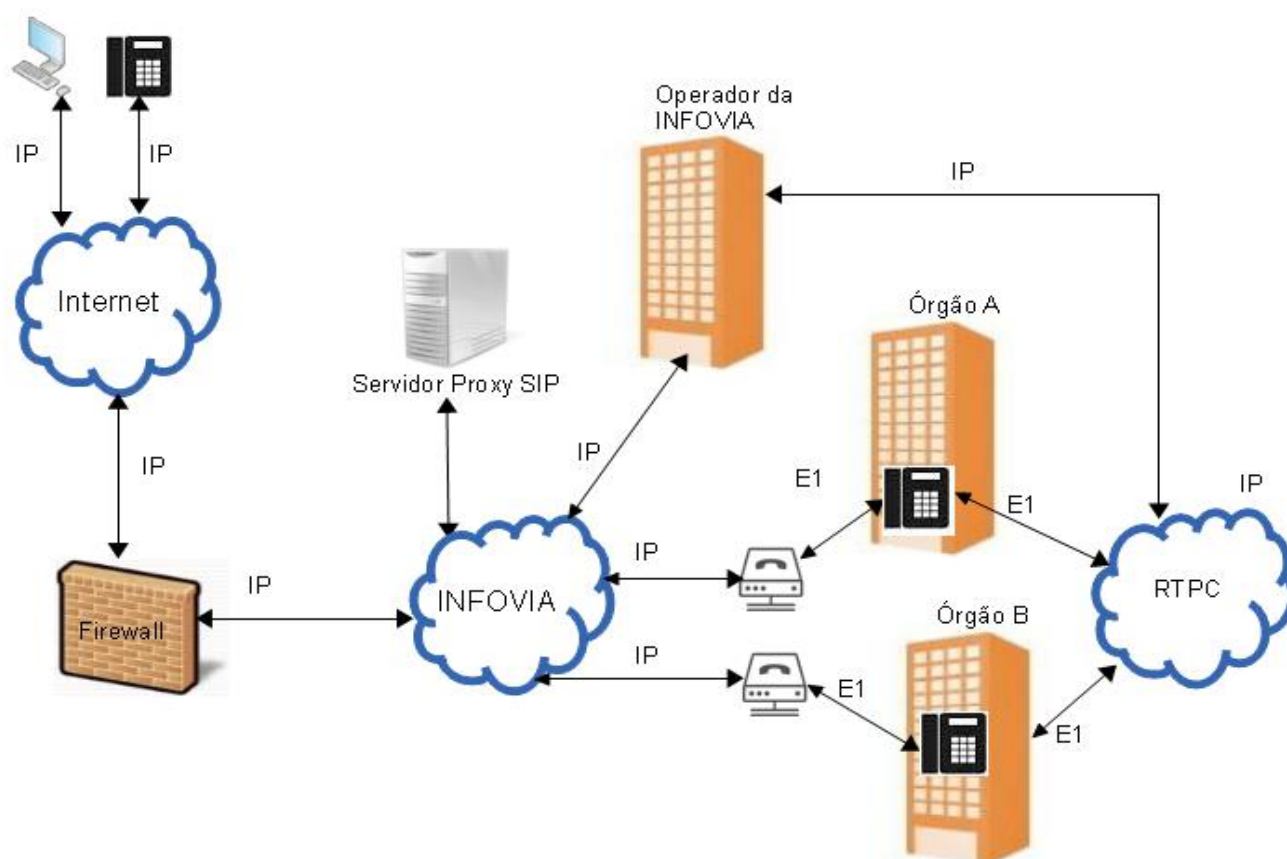 IP
IP
Internet
IP
Firewall
IP
Servidor Proxy SIP
INFOVIA
Operador da
INFOVIA
IP
IP
IP
IP
Órgão A
E1
E1
Órgão B
E1
E1
IP
RTPC